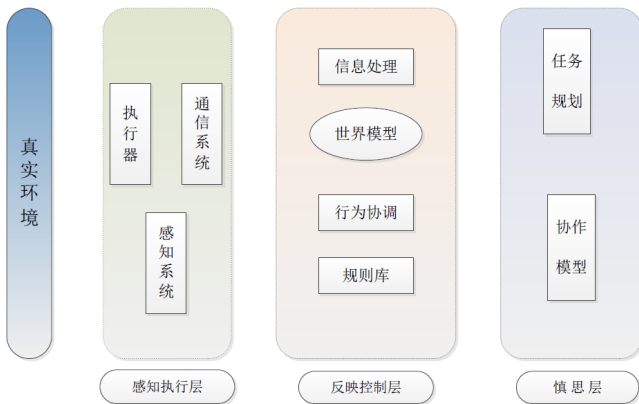 真实环境
执行器
通信系统
感知系统
感知执行层
信息处理
世界模型
行为协调
规则库
反映控制层
任务
规划
协作
模型
慎思层